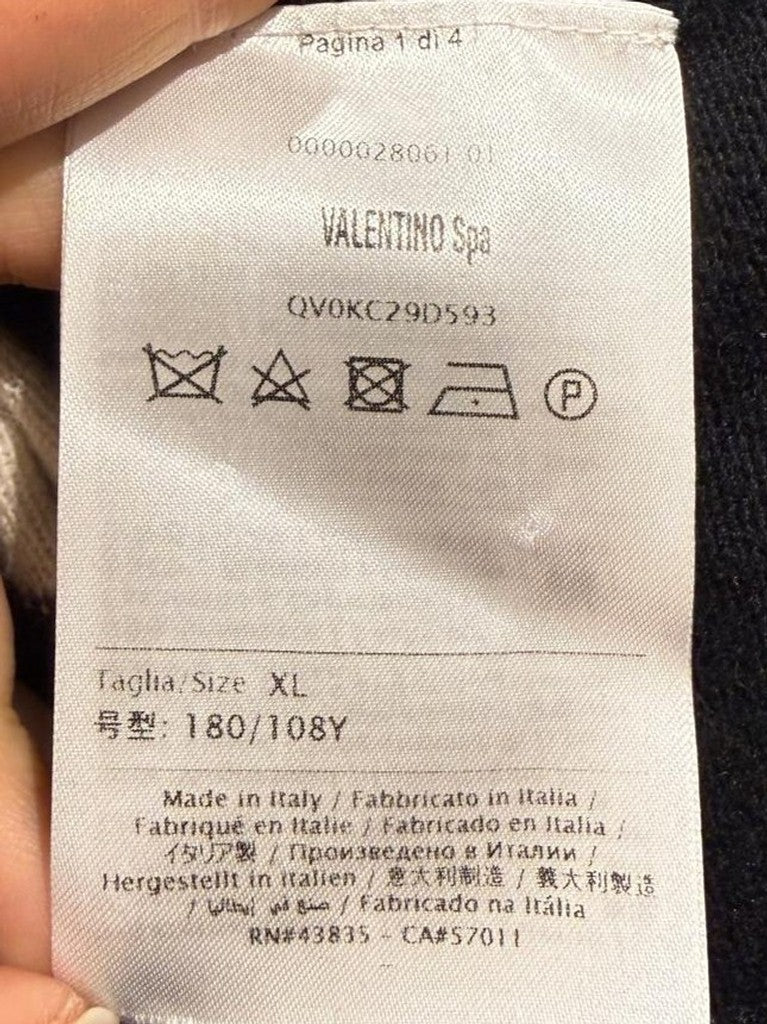 Pagina 1 di 4
0000028061 01
VALENTINO Spa
QV0KC29D593
P
Taglia/Size XL
号型: 180/108Y
Made in Italy / Fabbricato in Italia /
Fabriqué en Italie / Fabricado en Italia /
イタリア製 / Произведено в Италии /
Hergestellt in Italien / 意大利制造 / 義大利製造
/ صنع في إيطاليا / Fabricado na Itália
RN#43835 - CA#57011